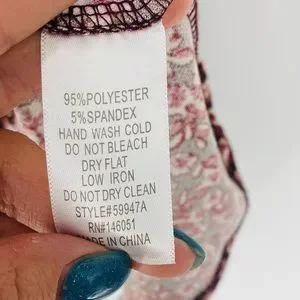 95%POLYESTER
5%SPANDEX
HAND WASH COLD
DO NOT BLEACH
DRY FLAT
LOW IRON
DO NOT DRY CLEAN
STYLE#59947A
RN#146051
MADE IN CHINA